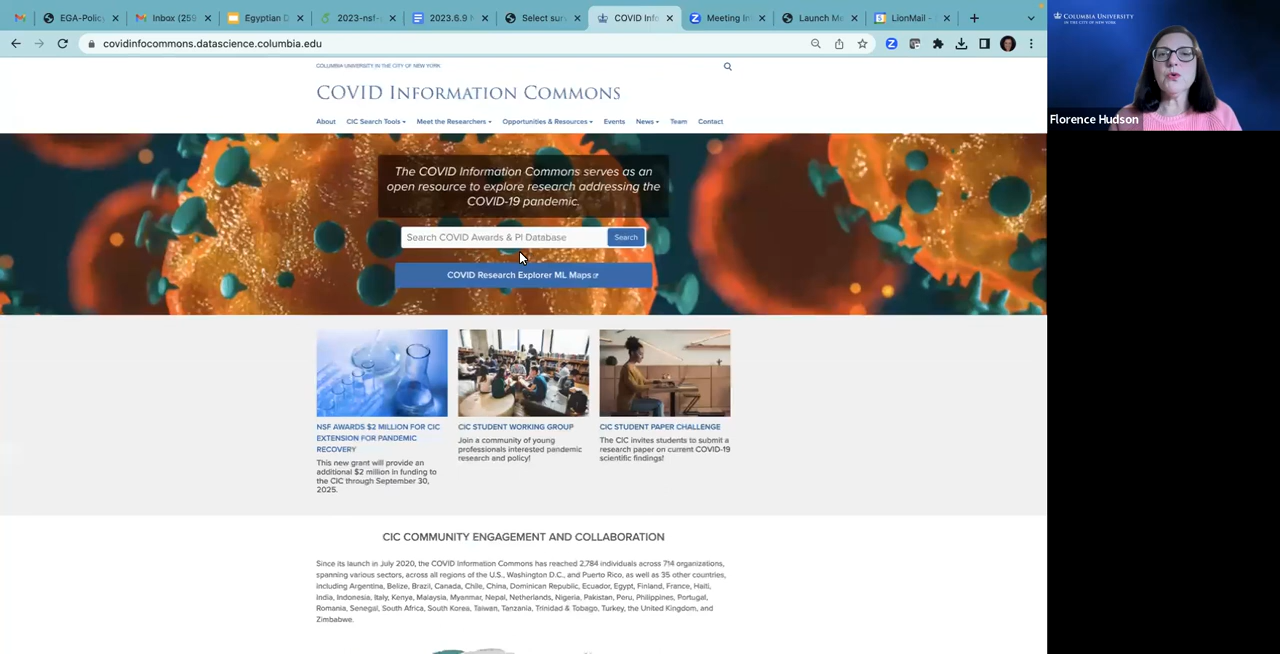 EGA-Policy
Inbox (259
Egyptian D
2023-nsf-
2023.6.9 N
Select surv
COVID Info
Meeting In
Launch Me
LionMail -
covidinfocommons.datascience.columbia.edu
COLUMBIA UNIVERSITY IN THE CITY OF NEW YORK
COVID Information Commons
About CIC Search Tools Meet the Researchers Opportunities & Resources Events News Team Contact
The COVID Information Commons serves as an
open resource to explore research addressing the
COVID-19 pandemic.
Search COVID Awards & PI Database
Search
COVID Research Explorer ML Maps
NSF AWARDS $2 MILLION FOR CIC
EXTENSION FOR PANDEMIC
RECOVERY
This new grant will provide an
additional $2 million in funding to
the CIC through September 30,
2025.
CIC STUDENT WORKING GROUP
Join a community of young
professionals interested pandemic
research and policy!
CIC STUDENT PAPER CHALLENGE
The CIC invites students to submit a
research paper on current COVID-19
scientific findings!
CIC COMMUNITY ENGAGEMENT AND COLLABORATION
Since its launch in July 2020, the COVID Information Commons has reached 2,784 individuals across 714 organizations,
spanning various sectors, across all regions of the U.S., Washington D.C., and Puerto Rico, as well as 35 other countries,
including Argentina, Belize, Brazil, Canada, Chile, China, Dominican Republic, Ecuador, Egypt, Finland, France, Haiti,
India, Indonesia, Italy, Kenya, Malaysia, Myanmar, Nepal, Netherlands, Nigeria, Pakistan, Peru, Philippines, Portugal,
Romania, Senegal, South Africa, South Korea, Taiwan, Tanzania, Trinidad & Tobago, Turkey, the United Kingdom, and
Zimbabwe.
COLUMBIA UNIVERSITY
IN THE CITY OF NEW YORK
Florence Hudson